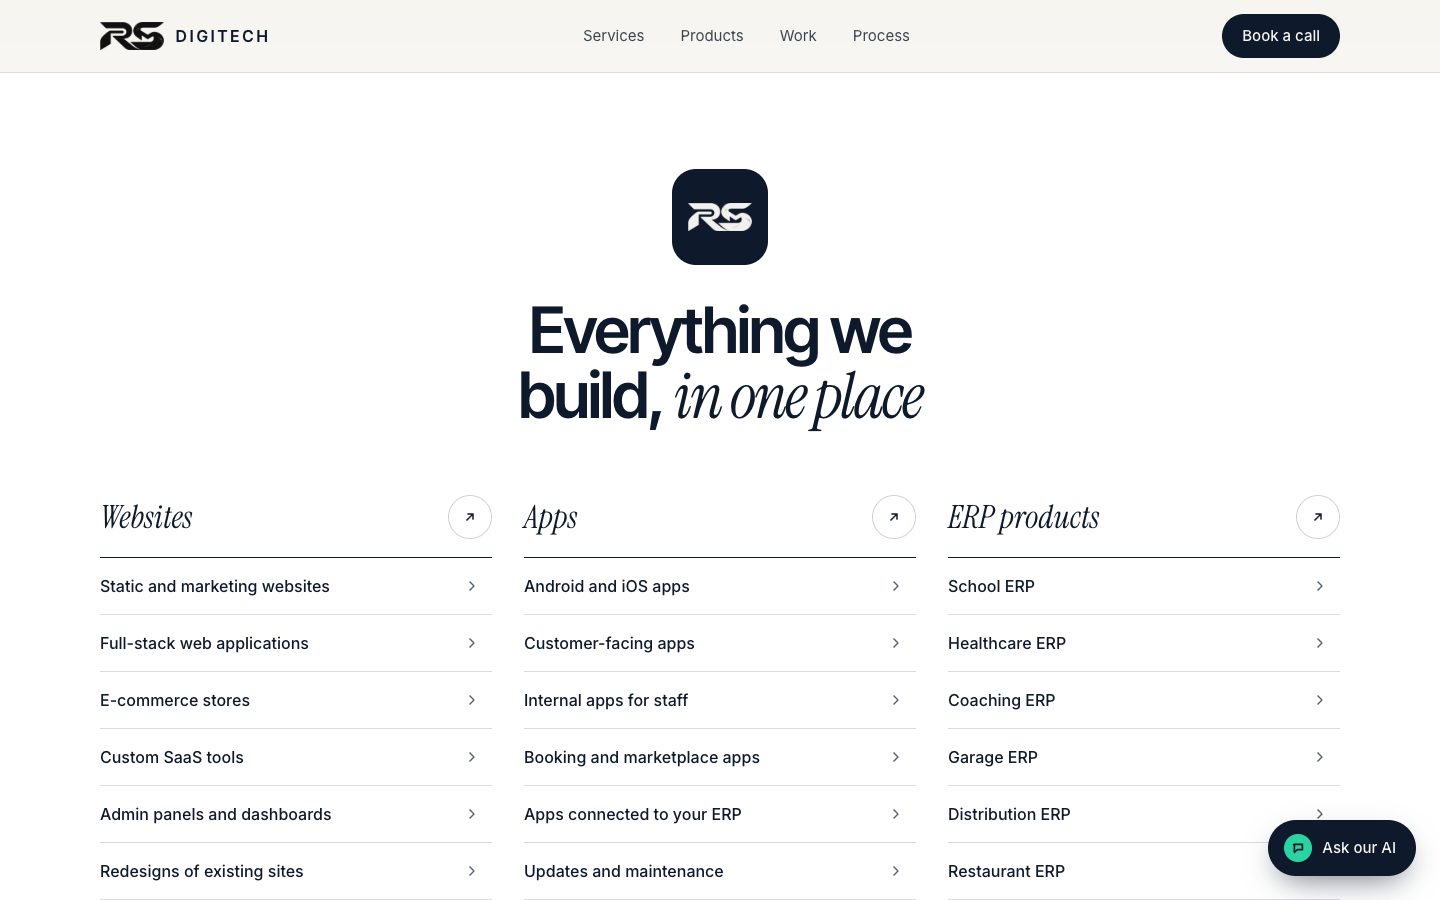 RS DIGITECH
Services
Products
Work
Process
Book a call
RS
Everything we
build, in one place
Websites
Static and marketing websites
Full-stack web applications
E-commerce stores
Custom SaaS tools
Admin panels and dashboards
Redesigns of existing sites
Apps
Android and iOS apps
Customer-facing apps
Internal apps for staff
Booking and marketplace apps
Apps connected to your ERP
Updates and maintenance
ERP products
School ERP
Healthcare ERP
Coaching ERP
Garage ERP
Distribution ERP
Restaurant ERP
Ask our AI